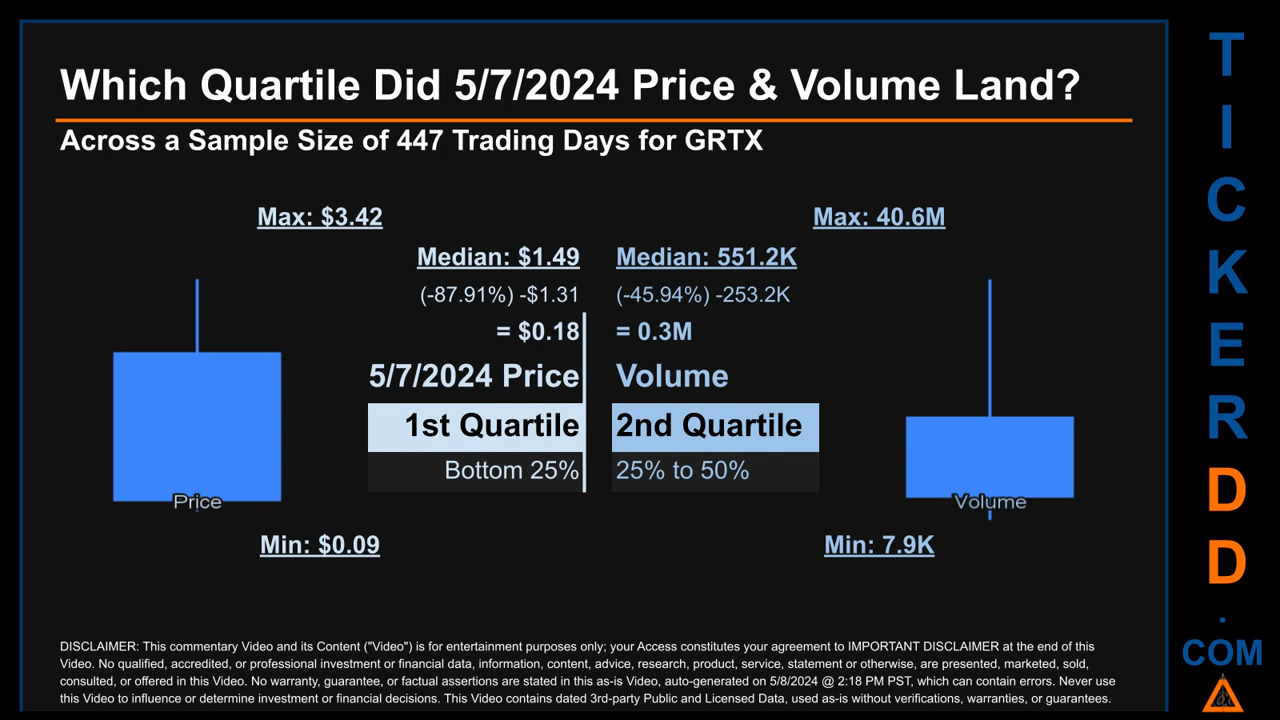 Which Quartile Did 5/7/2024 Price & Volume Land?
Across a Sample Size of 447 Trading Days for GRTX
Max: $3.42
Max: 40.6M
Median: $1.49
Median: 551.2K
(-87.91%) -$1.31
(-45.94%) -253.2K
= $0.18
= 0.3M
5/7/2024 Price
Volume
1st Quartile
2nd Quartile
Bottom 25%
25% to 50%
Price
Volume
Min: $0.09
Min: 7.9K
DISCLAIMER: This commentary Video and its Content ("Video") is for entertainment purposes only; your Access constitutes your agreement to IMPORTANT DISCLAIMER at the end of this
Video. No qualified, accredited, or professional investment or financial data, information, content, advice, research, product, service, statement or otherwise, are presented, marketed, sold,
consulted, or offered in this Video. No warranty, guarantee, or factual assertions are stated in this as-is Video, auto-generated on 5/8/2024 @ 2:18 PM PST, which can contain errors. Never use
this Video to influence or determine investment or financial decisions. This Video contains dated 3rd-party Public and Licensed Data, used as-is without verifications, warranties, or guarantees.
T
I
C
K
E
R
D
D
.
COM